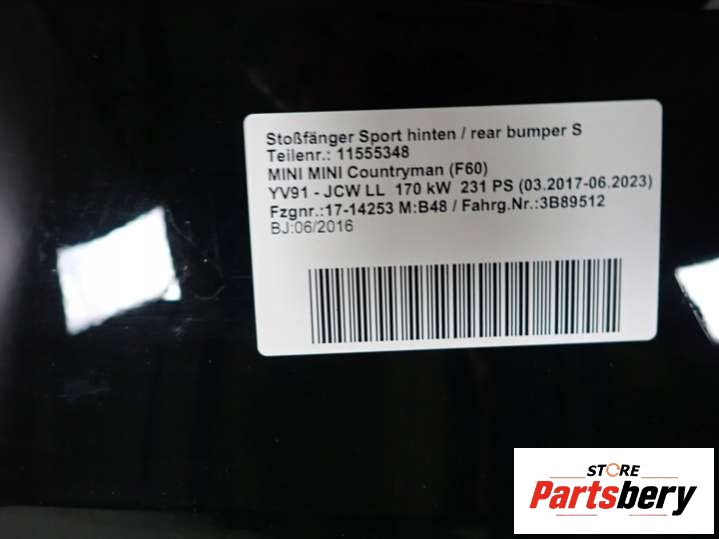 Stoßfänger Sport hinten / rear bumper S
Teilenr.: 11555348
MINI MINI Countryman (F60)
YV91 - JCW LL 170 kW 231 PS (03.2017-06.2023)
Fzgnr.:17-14253 M:B48 / Fahrg.Nr.:3B89512
BJ:06/2016
STORE
Partsbery